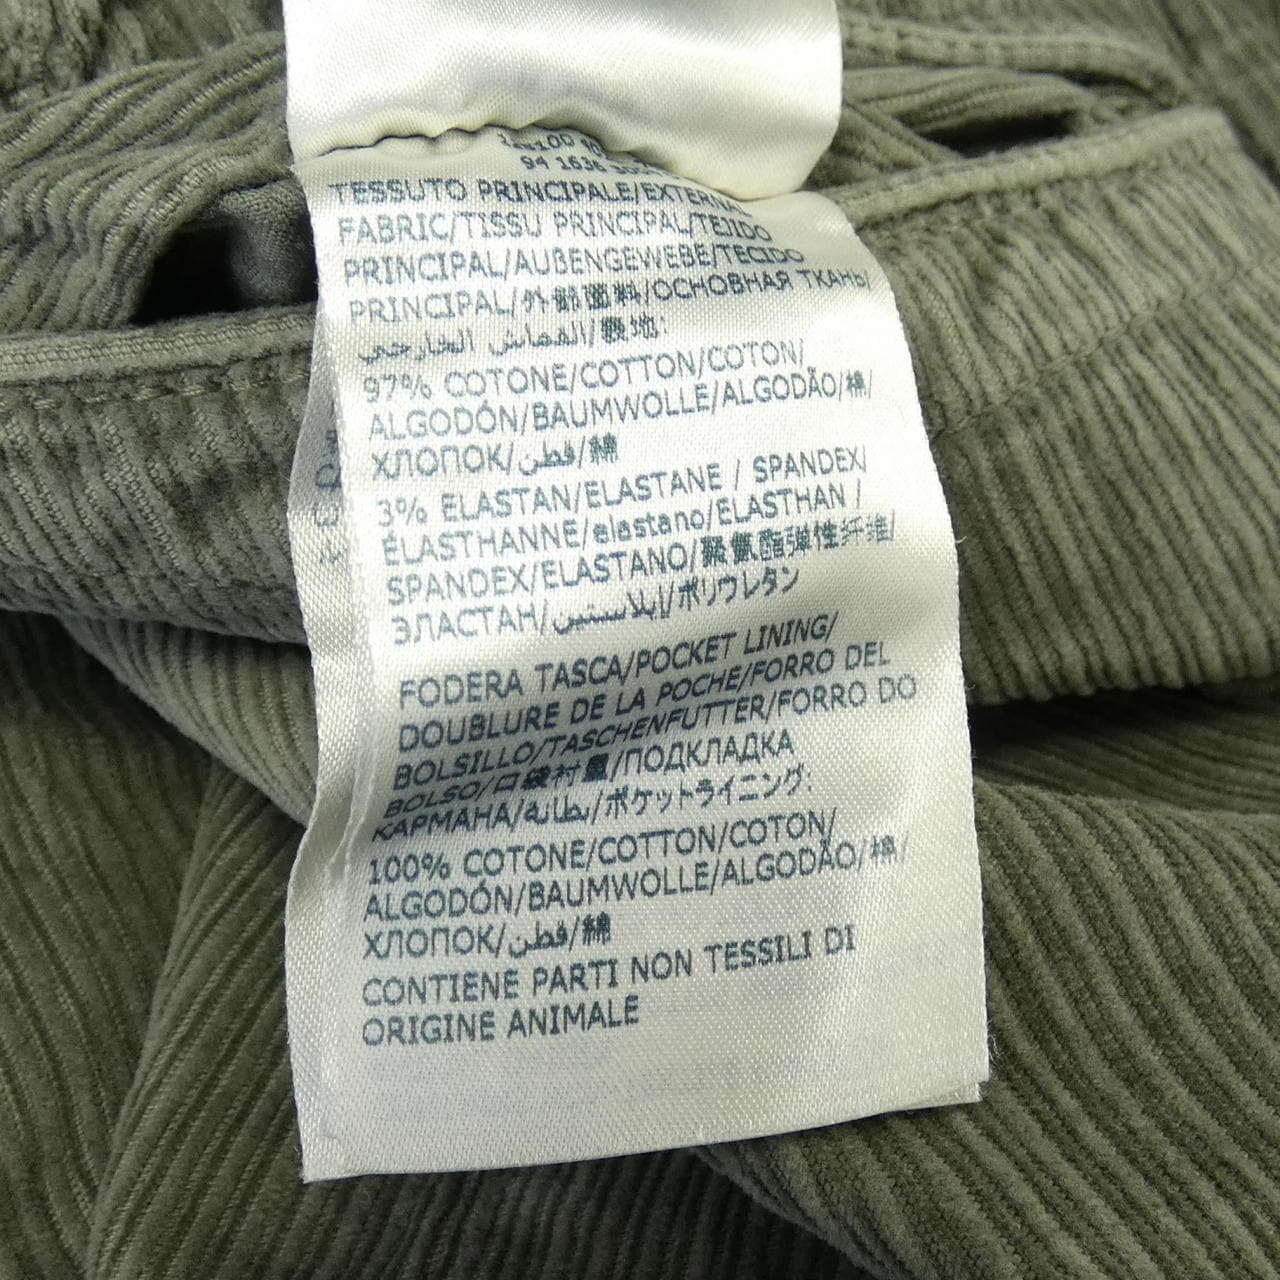 94 1636
TESSUTO PRINCIPALE/EXTERNAL
FABRIC/TISSU PRINCIPAL/TEJIDO
PRINCIPAL/AUßENGEWEBE/TECIDO
PRINCIPAL/外部面料/ОСНОВНАЯ ТКАНЬ/
القماش الخارجي/表地:
97% COTONE/COTTON/COTON/
ALGODÓN/BAUMWOLLE/ALGODÃO/棉/
ХЛОПОК/قطن/綿
3% ELASTAN/ELASTANE / SPANDEX/
ÉLASTHANNE/elastano/ELASTHAN /
SPANDEX/ELASTANO/聚氨酯弹性纤维/
ЭЛАСТАН/إيلاستين/ポリウレタン
FODERA TASCA/POCKET LINING/
DOUBLURE DE LA POCHE/FORRO DEL
BOLSILLO/TASCHENFUTTER/FORRO DO
BOLSO/口袋衬里/ПОДКЛАДКА
КАРМАНА/بطانة/ポケットライニング:
100% COTONE/COTTON/COTON/
ALGODÓN/BAUMWOLLE/ALGODÃO/棉/
ХЛОПОК/قطن/綿
CONTIENE PARTI NON TESSILI DI
ORIGINE ANIMALE